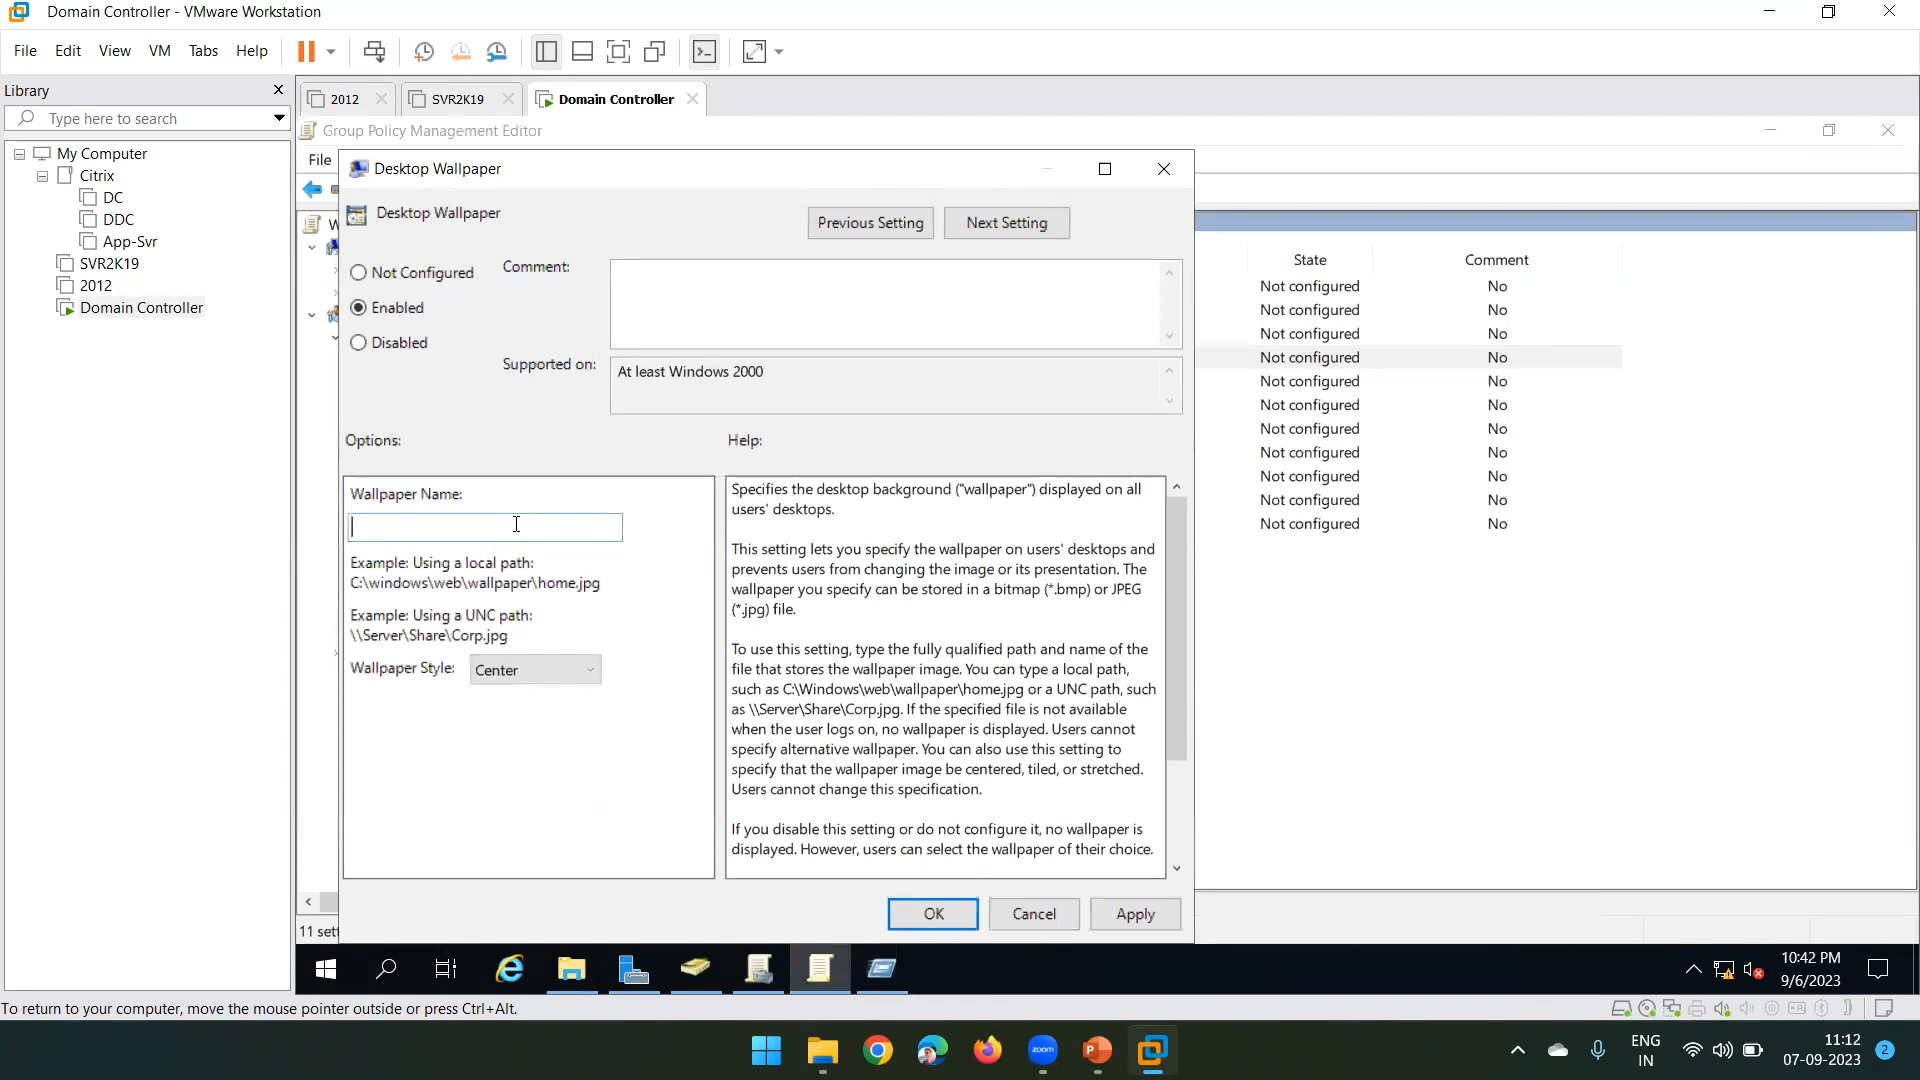 Domain Controller - VMware Workstation
File Edit View VM Tabs Help
Library
Type here to search
My Computer
Citrix
DC
DDC
App-Svr
SVR2K19
2012
Domain Controller
2012
SVR2K19
Domain Controller
Group Policy Management Editor
File
Desktop Wallpaper
Desktop Wallpaper
Previous Setting
Next Setting
Not Configured
Enabled
Disabled
Comment:
Supported on:
At least Windows 2000
Options:
Help:
Wallpaper Name:
Example: Using a local path:
C:\windows\web\wallpaper\home.jpg
Example: Using a UNC path:
\\Server\Share\Corp.jpg
Wallpaper Style:
Center
Specifies the desktop background ("wallpaper") displayed on all
users' desktops.
This setting lets you specify the wallpaper on users' desktops and
prevents users from changing the image or its presentation. The
wallpaper you specify can be stored in a bitmap (*.bmp) or JPEG
(*.jpg) file.
To use this setting, type the fully qualified path and name of the
file that stores the wallpaper image. You can type a local path,
such as C:\Windows\web\wallpaper\home.jpg or a UNC path, such
as \\Server\Share\Corp.jpg. If the specified file is not available
when the user logs on, no wallpaper is displayed. Users cannot
specify alternative wallpaper. You can also use this setting to
specify that the wallpaper image be centered, tiled, or stretched.
Users cannot change this specification.
If you disable this setting or do not configure it, no wallpaper is
displayed. However, users can select the wallpaper of their choice.
OK
Cancel
Apply
State Comment
Not configured No
Not configured No
Not configured No
Not configured No
Not configured No
Not configured No
Not configured No
Not configured No
Not configured No
Not configured No
Not configured No
11 sett
10:42 PM
9/6/2023
To return to your computer, move the mouse pointer outside or press Ctrl+Alt.
zoom
P
ENG
IN
11:12
07-09-2023
2